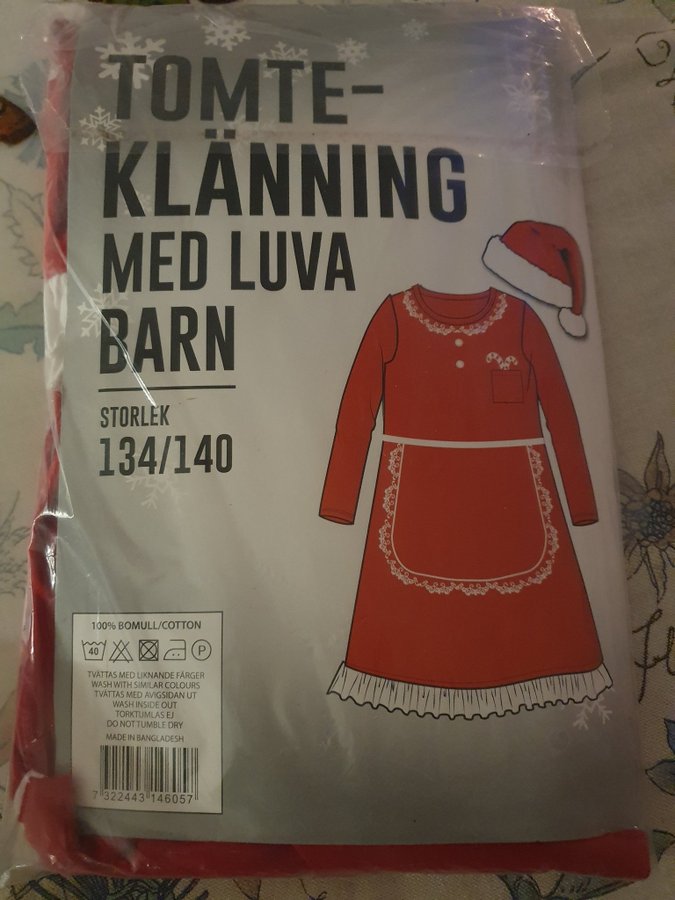 TOMTE-
KLÄNNING
MED LUVA
BARN
STORLEK
134/140
100% BOMULL/COTTON
40 P
TVÄTTAS MED LIKNANDE FÄRGER
WASH WITH SIMILAR COLOURS
TVÄTTAS MED AVIGSIDAN UT
WASH INSIDE OUT
TORKTUMLAS EJ
DO NOT TUMBLE DRY
MADE IN BANGLADESH
7 322443 146057